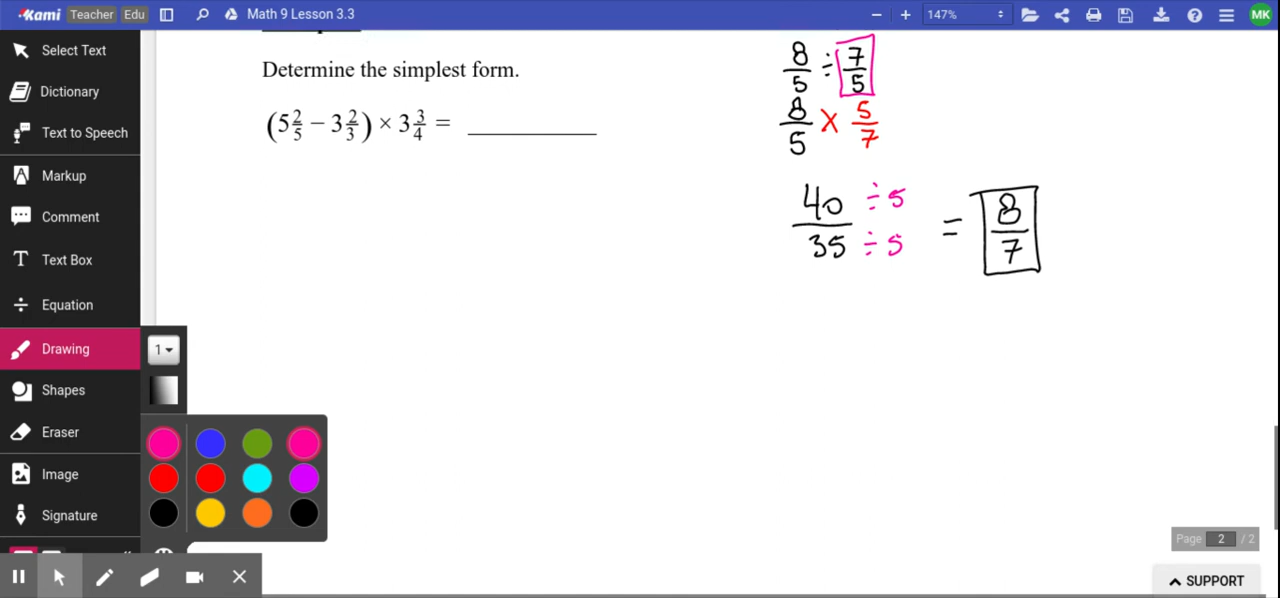 Kami Teacher Edu Math 9 Lesson 3.3 − + 147% MK
Select Text
Dictionary
Text to Speech
Markup
Comment
Text Box
Equation
Drawing
Shapes
Eraser
Image
Signature
1
Determine the simplest form.
(5 2/5 − 3 2/3) × 3 3/4 = __________
8/5 ÷ 7/5
8/5 × 5/7
40/35 ÷5/÷5 = 8/7
Page 2 / 2
SUPPORT